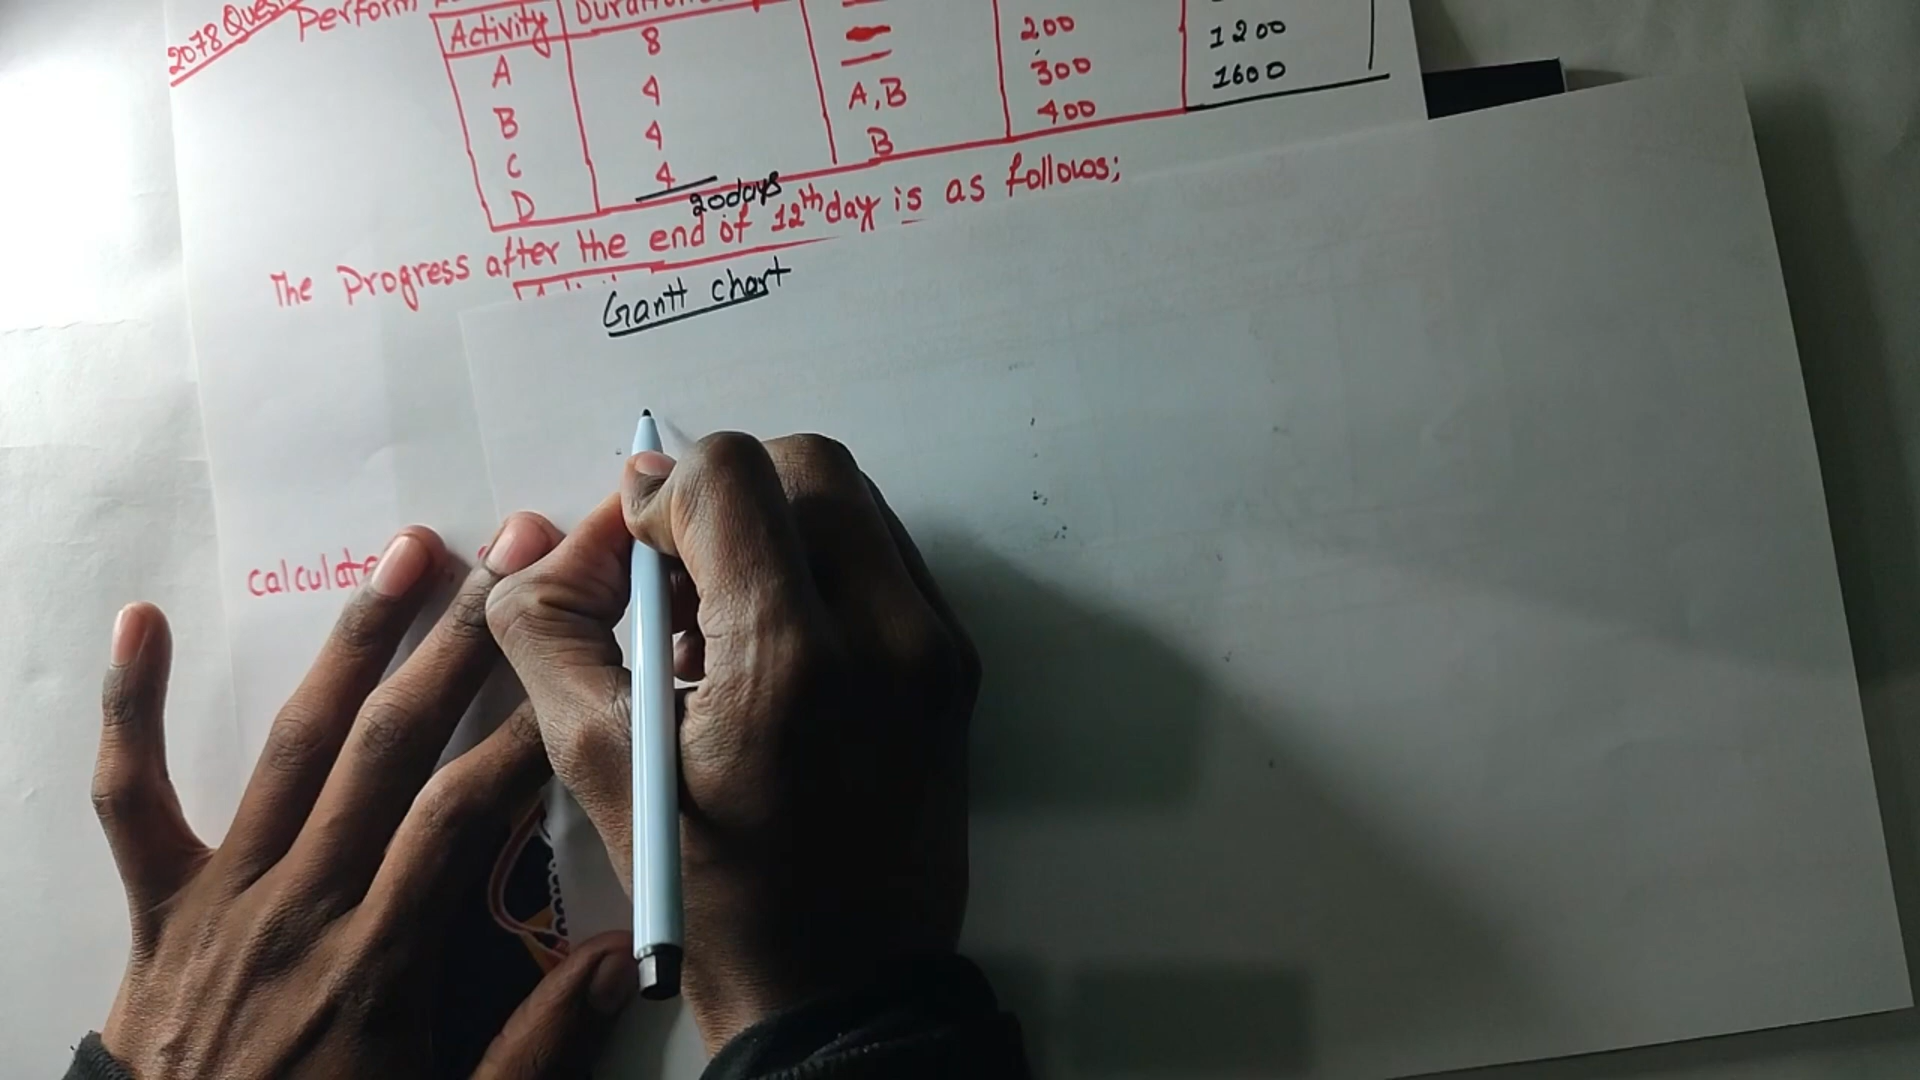 2078 Ques
Perform
Activity Duration
A 8 200 1200
B 4 A,B 300 1600
C 4 B 400
D 4
20days
The Progress after the end of 12th day is as follows;
Gantt chart
calculate